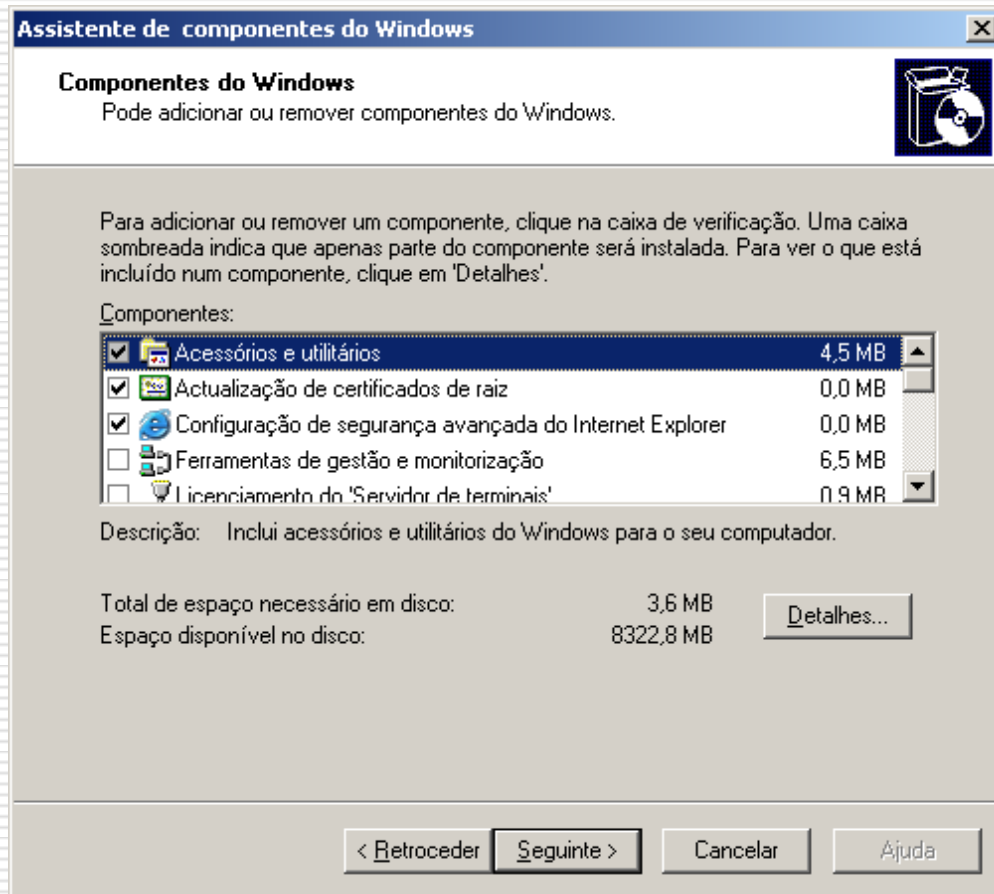 Assistente de componentes do Windows
Componentes do Windows
Pode adicionar ou remover componentes do Windows.
Para adicionar ou remover um componente, clique na caixa de verificação. Uma caixa
sombreada indica que apenas parte do componente será instalada. Para ver o que está
incluído num componente, clique em 'Detalhes'.
Componentes:
Acessórios e utilitários 4,5 MB
Actualização de certificados de raiz 0,0 MB
Configuração de segurança avançada do Internet Explorer 0,0 MB
Ferramentas de gestão e monitorização 6,5 MB
Licenciamento do 'Servidor de terminais' 0,9 MB
Descrição: Inclui acessórios e utilitários do Windows para o seu computador.
Total de espaço necessário em disco: 3,6 MB
Espaço disponível no disco: 8322,8 MB
Detalhes...
< Retroceder Seguinte > Cancelar Ajuda